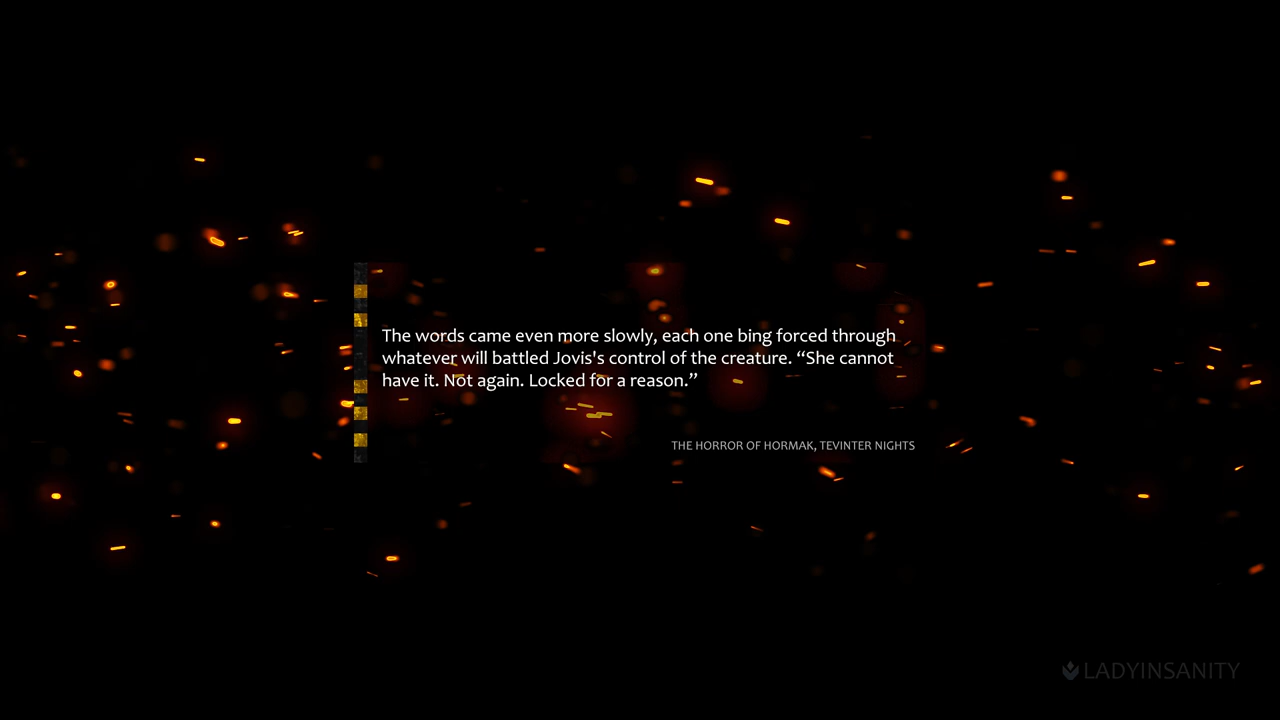 The words came even more slowly, each one bing forced through
whatever will battled Jovis's control of the creature. “She cannot
have it. Not again. Locked for a reason.”
THE HORROR OF HORMAK, TEVINTER NIGHTS
LADYINSANITY